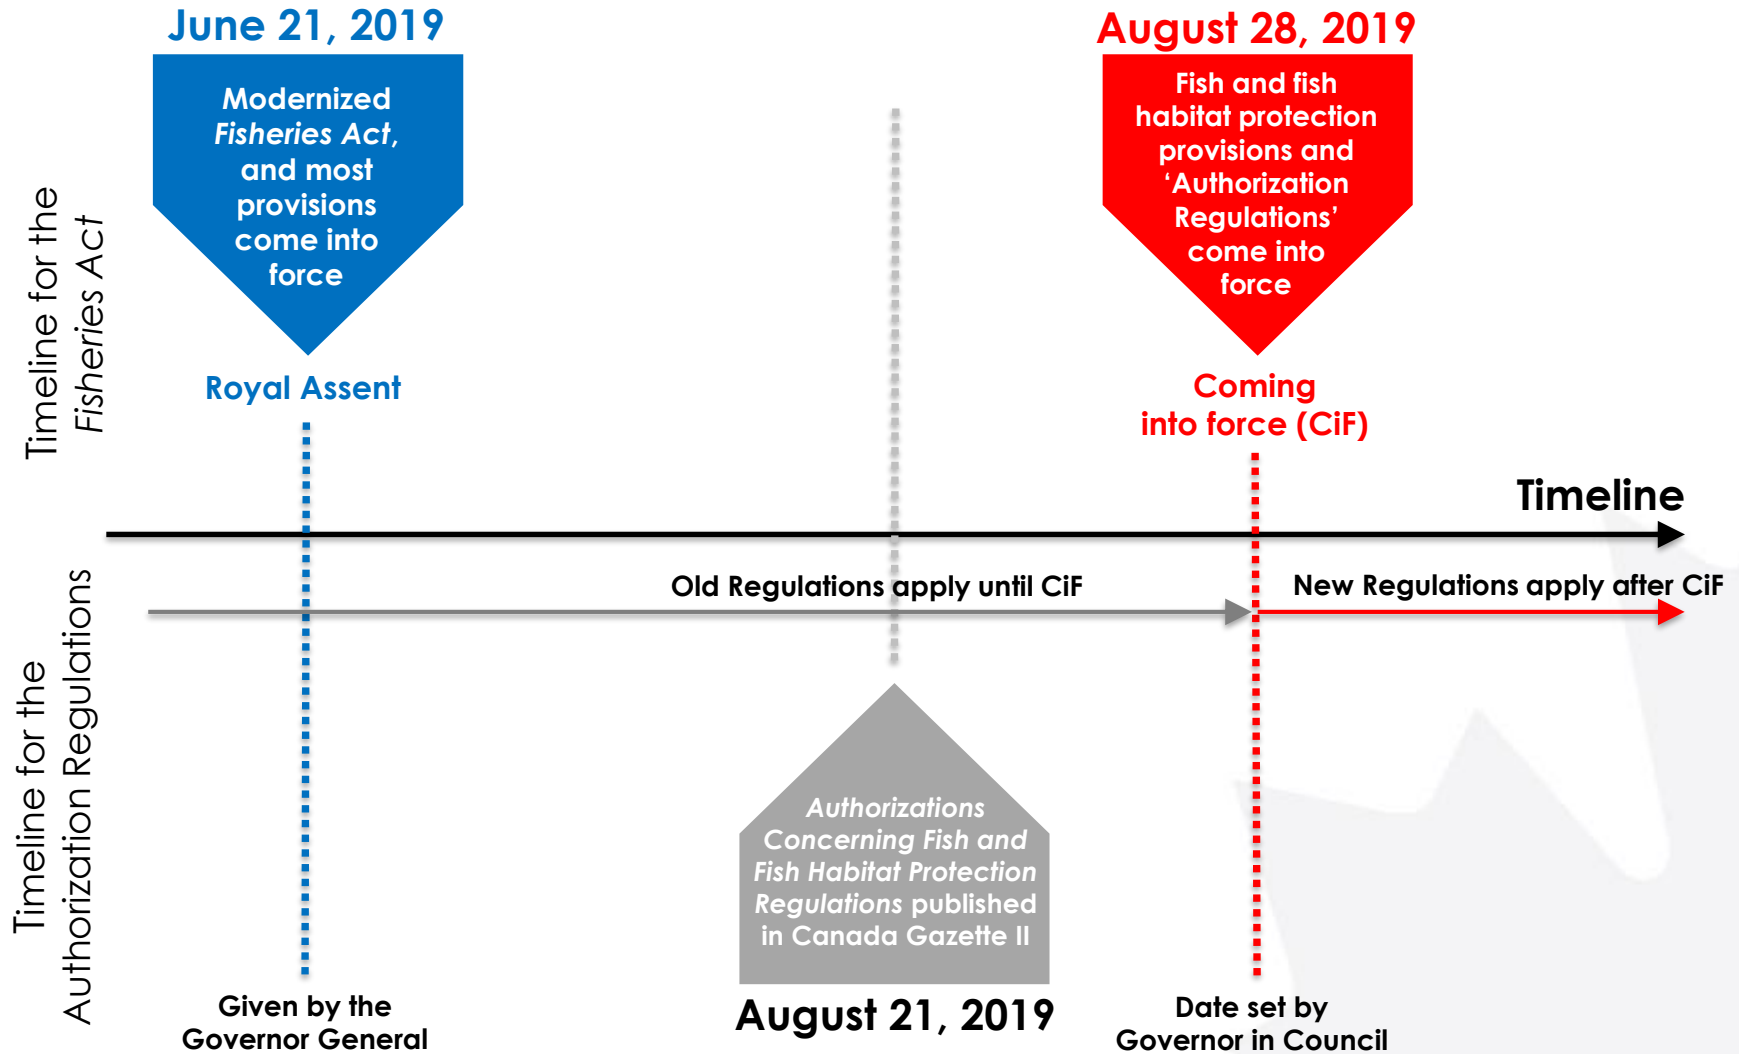 June 21, 2019
Modernized
Fisheries Act,
and most
provisions
come into
force
Royal Assent
August 28, 2019
Fish and fish
habitat protection
provisions and
‘Authorization
Regulations’
come into
force
Coming
into force (CiF)
Timeline for the
Fisheries Act
Timeline
Old Regulations apply until CiF
New Regulations apply after CiF
Timeline for the
Authorization Regulations
Authorizations
Concerning Fish and
Fish Habitat Protection
Regulations published
in Canada Gazette II
August 21, 2019
Given by the
Governor General
Date set by
Governor in Council